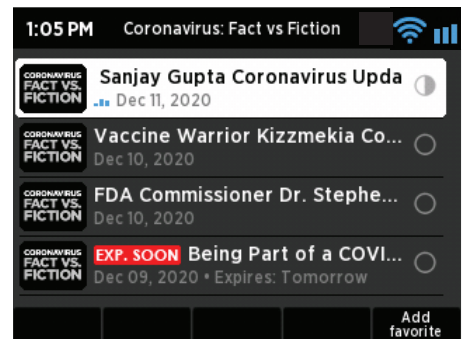 1:05 PM Coronavirus: Fact vs Fiction
CORONAVIRUS
FACT VS.
FICTION
Sanjay Gupta Coronavirus Upda
Dec 11, 2020
CORONAVIRUS
FACT VS.
FICTION
Vaccine Warrior Kizzmekia Co...
Dec 10, 2020
CORONAVIRUS
FACT VS.
FICTION
FDA Commissioner Dr. Stephe...
Dec 10, 2020
CORONAVIRUS
FACT VS.
FICTION
EXP. SOON Being Part of a COVI...
Dec 09, 2020 • Expires: Tomorrow
Add
favorite